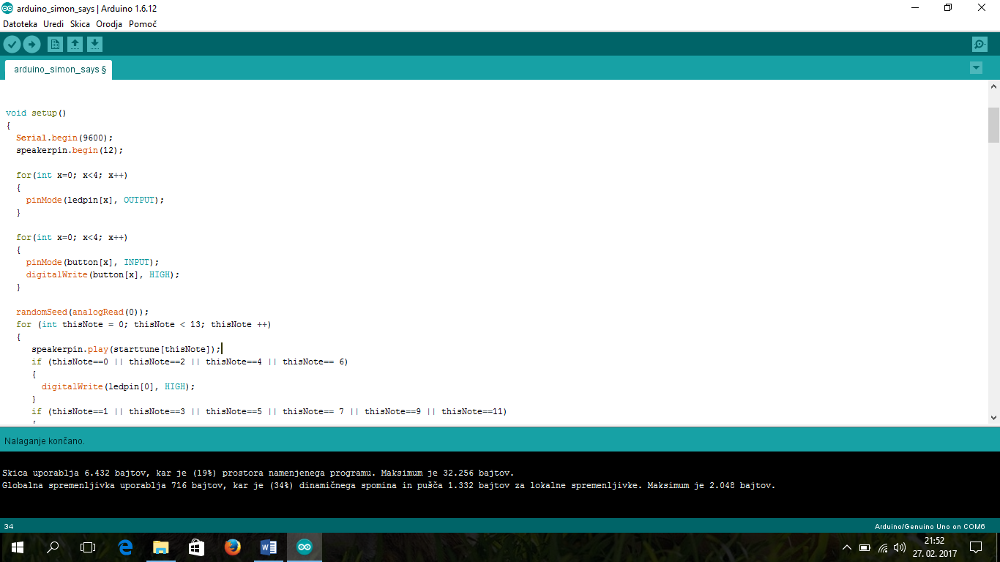 arduino_simon_says | Arduino 1.6.12
Datoteka Uredi Skica Orodja Pomoč
arduino_simon_says §
void setup()
{
  Serial.begin(9600);
  speakerpin.begin(12);
  for(int x=0; x<4; x++)
  {
    pinMode(ledpin[x], OUTPUT);
  }
  for(int x=0; x<4; x++)
  {
    pinMode(button[x], INPUT);
    digitalWrite(button[x], HIGH);
  }
  randomSeed(analogRead(0));
  for (int thisNote = 0; thisNote < 13; thisNote ++)
  {
     speakerpin.play(starttune[thisNote]);
     if (thisNote==0 || thisNote==2 || thisNote==4 || thisNote== 6)
     {
       digitalWrite(ledpin[0], HIGH);
     }
     if (thisNote==1 || thisNote==3 || thisNote==5 || thisNote== 7 || thisNote==9 || thisNote==11)
     {
Nalaganje končano.
Skica uporablja 6.432 bajtov, kar je (19%) prostora namenjenega programu. Maksimum je 32.256 bajtov.
Globalna spremenljivka uporablja 716 bajtov, kar je (34%) dinamičnega spomina in pušča 1.332 bajtov za lokalne spremenljivke. Maksimum je 2.048 bajtov.
34
Arduino/Genuino Uno on COM6
21:52
27. 02. 2017